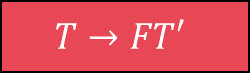 T → FT′